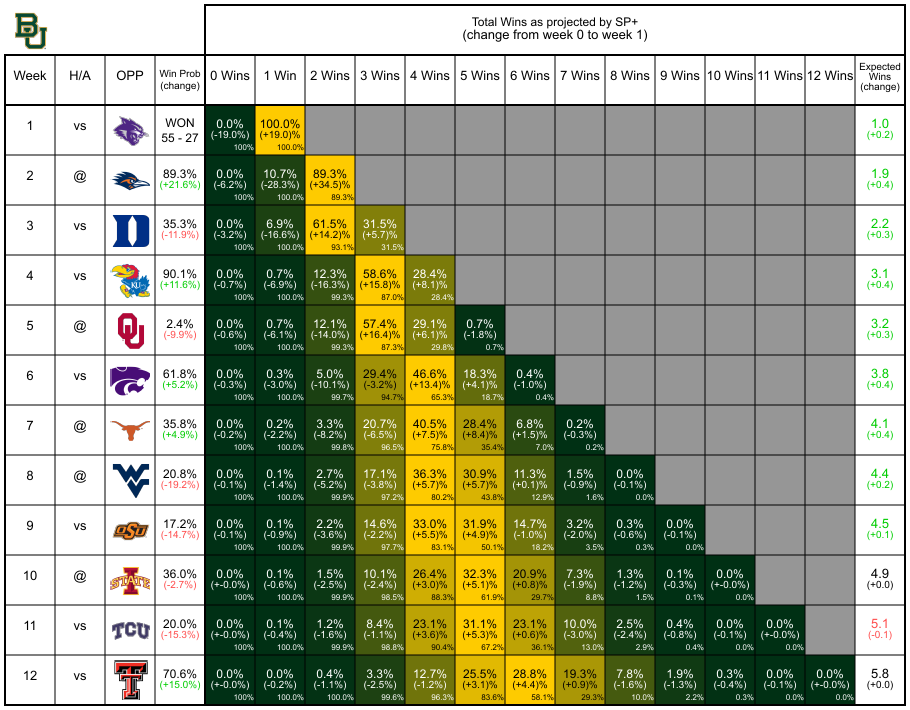 BU
Total Wins as projected by SP+
(change from week 0 to week 1)
Week H/A OPP Win Prob (change) 0 Wins 1 Win 2 Wins 3 Wins 4 Wins 5 Wins 6 Wins 7 Wins 8 Wins 9 Wins 10 Wins 11 Wins 12 Wins Expected Wins (change)
1 vs WON 0.0% 100.0% 1.0
55 - 27 (-19.0%) (+19.0)% (+0.2)
100% 100.0%
2 @ 89.3% 0.0% 10.7% 89.3% 1.9
(+21.6%) (-6.2%) (-28.3%) (+34.5)% (+0.4)
100% 100.0% 89.3%
3 vs D 35.3% 0.0% 6.9% 61.5% 31.5% 2.2
(-11.9%) (-3.2%) (-16.6%) (+14.2)% (+5.7)% (+0.3)
100% 100.0% 93.1% 31.5%
4 vs KU 90.1% 0.0% 0.7% 12.3% 58.6% 28.4% 3.1
(+11.6%) (-0.7%) (-6.9%) (-16.3%) (+15.8)% (+8.1)% (+0.4)
100% 100.0% 99.3% 87.0% 28.4%
5 @ OU 2.4% 0.0% 0.7% 12.1% 57.4% 29.1% 0.7% 3.2
(-9.9%) (-0.6%) (-6.1%) (-14.0%) (+16.4)% (+6.1)% (-1.8%) (+0.3)
100% 100.0% 99.3% 87.3% 29.8% 0.7%
6 vs 61.8% 0.0% 0.3% 5.0% 29.4% 46.6% 18.3% 0.4% 3.8
(+5.2%) (-0.3%) (-3.0%) (-10.1%) (-3.2%) (+13.4)% (+4.1)% (-1.0%) (+0.4)
100% 100.0% 99.7% 94.7% 65.3% 18.7% 0.4%
7 @ 35.8% 0.0% 0.2% 3.3% 20.7% 40.5% 28.4% 6.8% 0.2% 4.1
(+4.9%) (-0.2%) (-2.2%) (-8.2%) (-6.5%) (+7.5)% (+8.4)% (+1.5)% (-0.3%) (+0.4)
100% 100.0% 99.8% 96.5% 75.8% 35.4% 7.0% 0.2%
8 @ WV 20.8% 0.0% 0.1% 2.7% 17.1% 36.3% 30.9% 11.3% 1.5% 0.0% 4.4
(-19.2%) (-0.1%) (-1.4%) (-5.2%) (-3.8%) (+5.7)% (+5.7)% (+0.1)% (-0.9%) (-0.1%) (+0.2)
100% 100.0% 99.9% 97.2% 80.2% 43.8% 12.9% 1.6% 0.0%
9 vs OSU 17.2% 0.0% 0.1% 2.2% 14.6% 33.0% 31.9% 14.7% 3.2% 0.3% 0.0% 4.5
(-14.7%) (-0.1%) (-0.9%) (-3.6%) (-2.2%) (+5.5)% (+4.9)% (-1.0%) (-2.0%) (-0.6%) (-0.1%) (+0.1)
100% 100.0% 99.9% 97.7% 83.1% 50.1% 18.2% 3.5% 0.3% 0.0%
10 @ I STATE 36.0% 0.0% 0.1% 1.5% 10.1% 26.4% 32.3% 20.9% 7.3% 1.3% 0.1% 0.0% 4.9
(-2.7%) (+-0.0%) (-0.6%) (-2.5%) (-2.4%) (+3.0)% (+5.1)% (+0.8)% (-1.9%) (-1.2%) (-0.3%) (-0.0%) (+0.0)
100% 100.0% 99.9% 98.5% 88.3% 61.9% 29.7% 8.8% 1.5% 0.1% 0.0%
11 vs TCU 20.0% 0.0% 0.1% 1.2% 8.4% 23.1% 31.1% 23.1% 10.0% 2.5% 0.4% 0.0% 0.0% 5.1
(-15.3%) (+-0.0%) (-0.4%) (-1.6%) (-1.1%) (+3.6)% (+5.3)% (+0.6)% (-3.0%) (-2.4%) (-0.8%) (-0.1%) (+-0.0%) (-0.1)
100% 100.0% 99.9% 98.8% 90.4% 67.2% 36.1% 13.0% 2.9% 0.4% 0.0% 0.0%
12 vs T 70.6% 0.0% 0.0% 0.4% 3.3% 12.7% 25.5% 28.8% 19.3% 7.8% 1.9% 0.3% 0.0% 0.0% 5.8
(+15.0%) (+-0.0%) (-0.2%) (-1.1%) (-2.5%) (-1.2%) (+3.1)% (+4.4)% (+0.9)% (-1.6%) (-1.3%) (-0.4%) (-0.1%) (+-0.0%) (+0.0)
100% 100.0% 100.0% 99.6% 96.3% 83.6% 58.1% 29.3% 10.0% 2.2% 0.3% 0.0% 0.0%